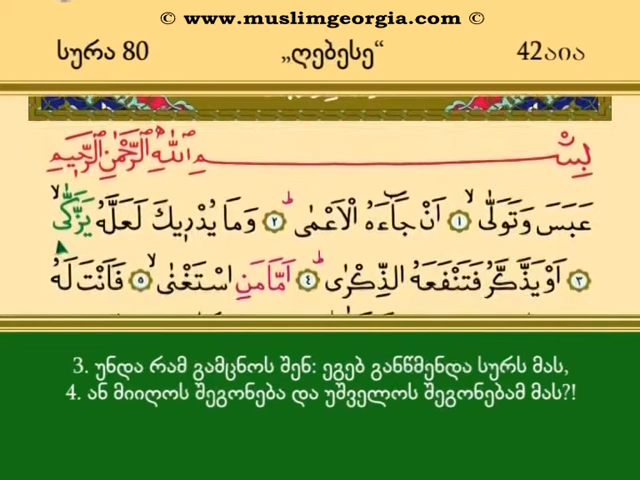 © www.muslimgeorgia.com ©
სურა 80 „ღებესე“ 42აია
بِسْمِ اللّٰهِ الرَّحْمٰنِ الرَّحٖيمِ
عَبَسَ وَتَوَلّٰىۙ ﴿١﴾ اَنْ جَٓاءَهُ الْاَعْمٰىۜ ﴿٢﴾ وَمَا يُدْرٖيكَ لَعَلَّهُ يَزَّكّٰىۙ
﴿٣﴾ اَوْ يَذَّكَّرُ فَتَنْفَعَهُ الذِّكْرٰىۜ ﴿٤﴾ اَمَّا مَنِ اسْتَغْنٰىۙ ﴿٥﴾ فَاَنْتَ لَهُ
3. უნდა რამ გამცნოს შენ: ეგებ განწმენდა სურს მას,
4. ან მიიღოს შეგონება და უშველოს შეგონებამ მას?!